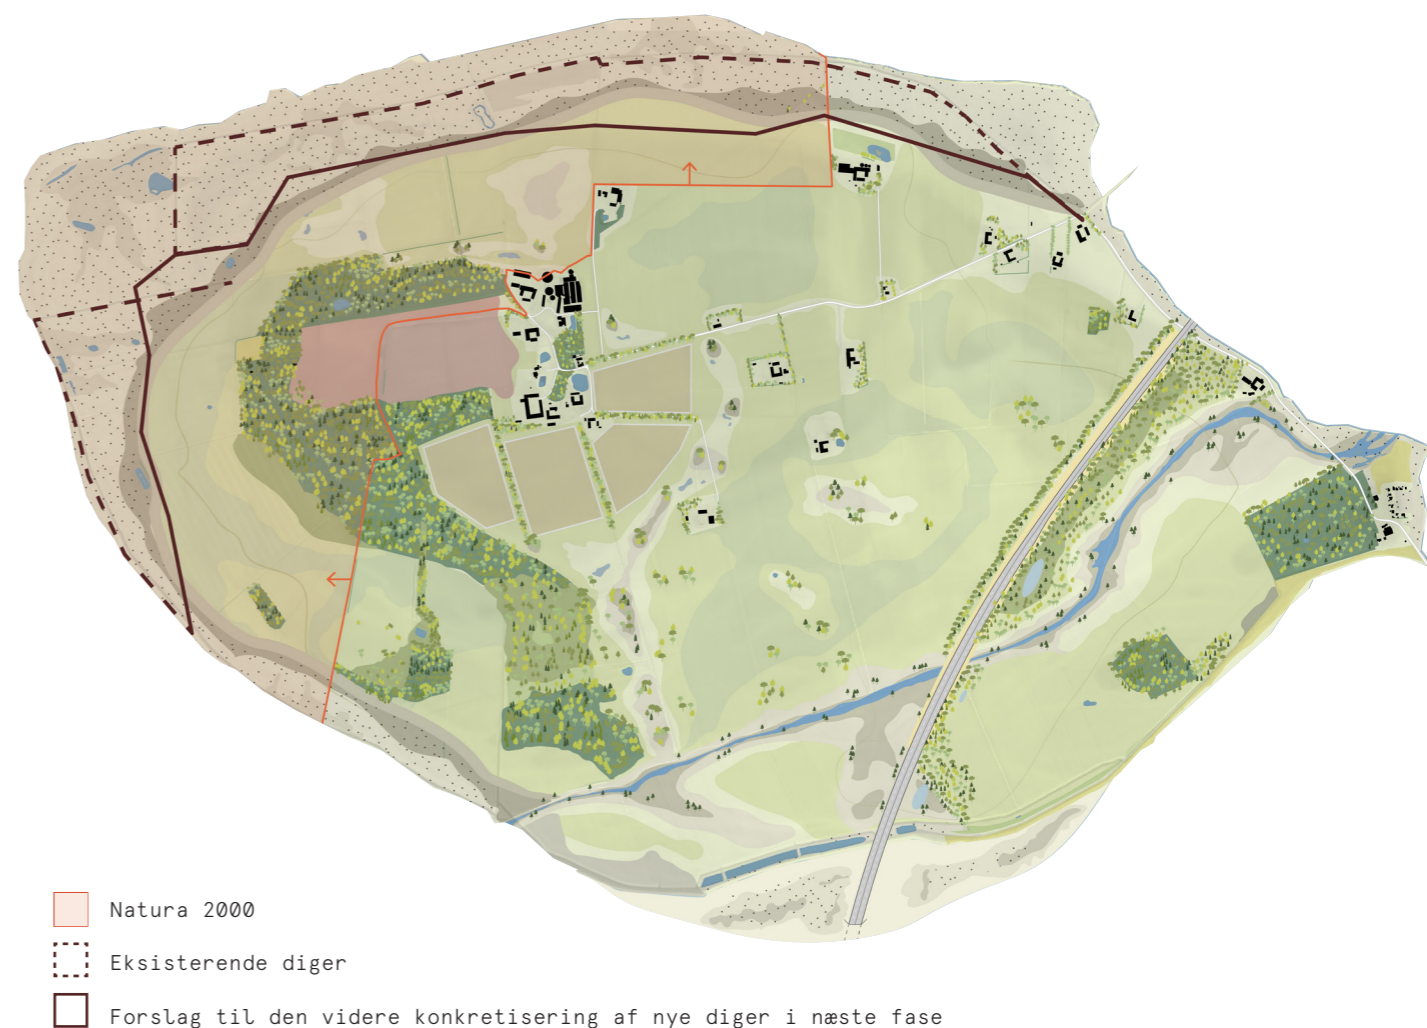 Natura 2000
Eksisterende diger
Forslag til den videre konkretisering af nye diger i næste fase